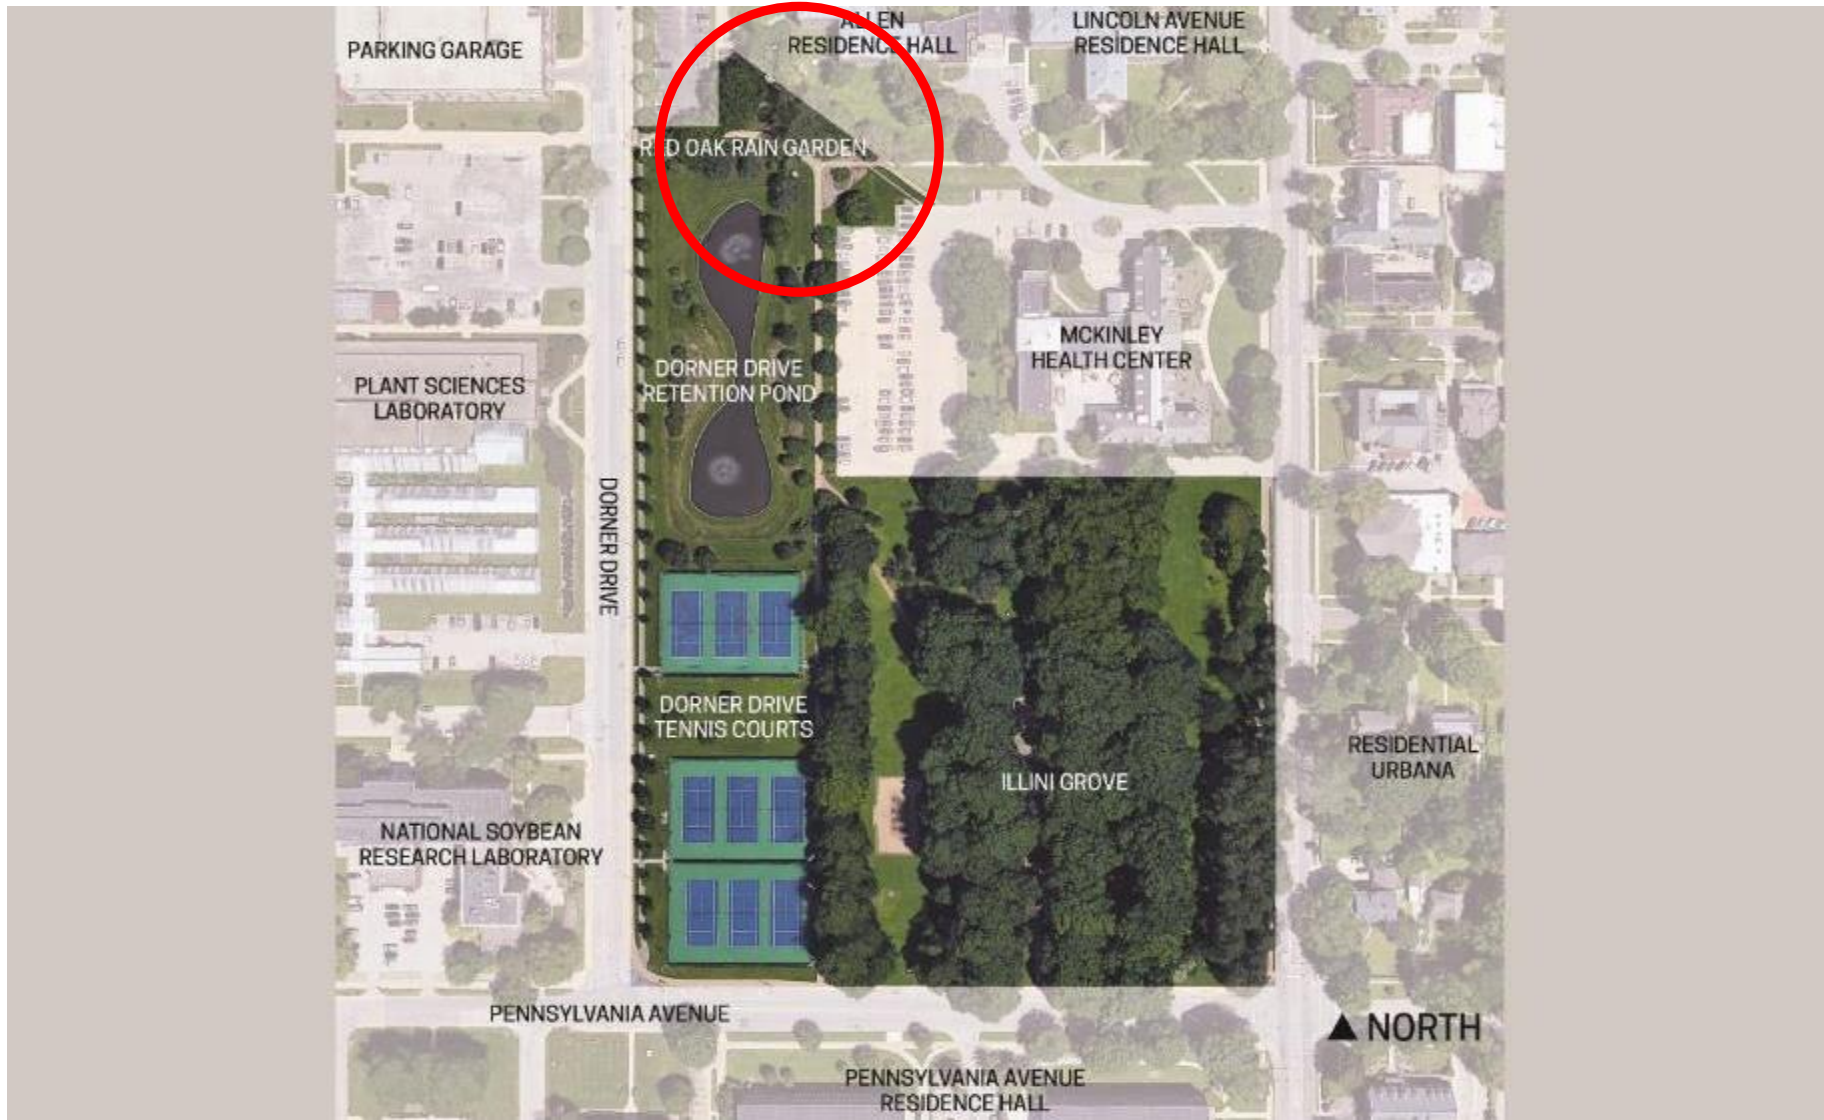 PARKING GARAGE
ALLEN
RESIDENCE HALL
LINCOLN AVENUE
RESIDENCE HALL
RED OAK RAIN GARDEN
MCKINLEY
HEALTH CENTER
DORNER DRIVE
RETENTION POND
PLANT SCIENCES
LABORATORY
DORNER DRIVE
DORNER DRIVE
TENNIS COURTS
ILLINI GROVE
RESIDENTIAL
URBANA
NATIONAL SOYBEAN
RESEARCH LABORATORY
PENNSYLVANIA AVENUE
▲ NORTH
PENNSYLVANIA AVENUE
RESIDENCE HALL